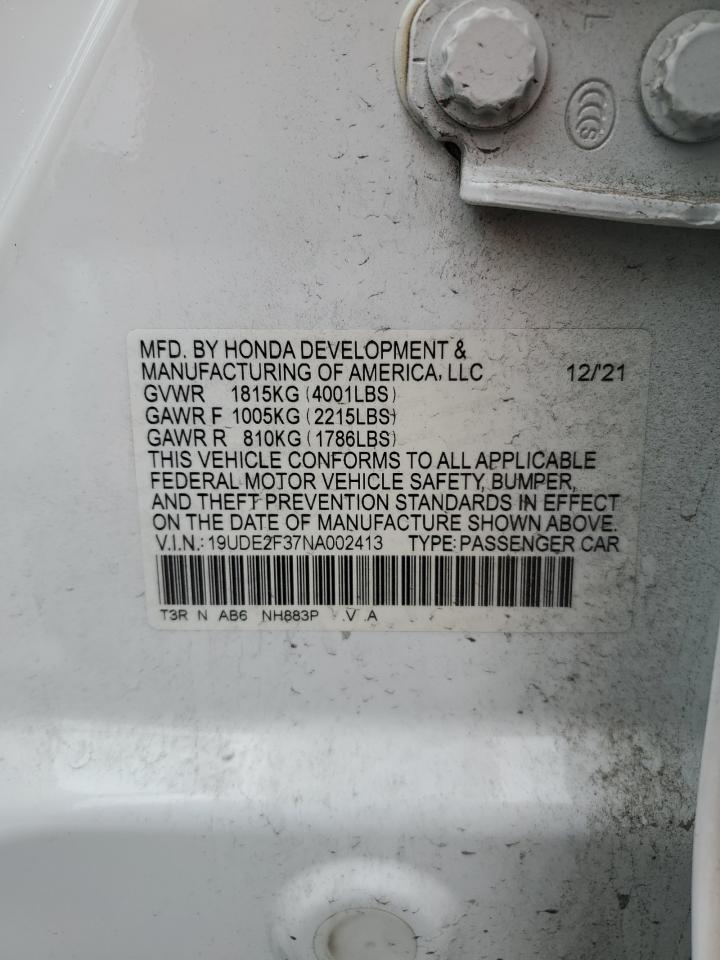 L
MFD. BY HONDA DEVELOPMENT &
MANUFACTURING OF AMERICA, LLC 12/'21
GVWR 1815KG (4001LBS)
GAWR F 1005KG (2215LBS)
GAWR R 810KG (1786LBS)
THIS VEHICLE CONFORMS TO ALL APPLICABLE
FEDERAL MOTOR VEHICLE SAFETY, BUMPER,
AND THEFT PREVENTION STANDARDS IN EFFECT
ON THE DATE OF MANUFACTURE SHOWN ABOVE.
V.I.N.: 19UDE2F37NA002413 TYPE: PASSENGER CAR
T3R N AB6 NH883P V A